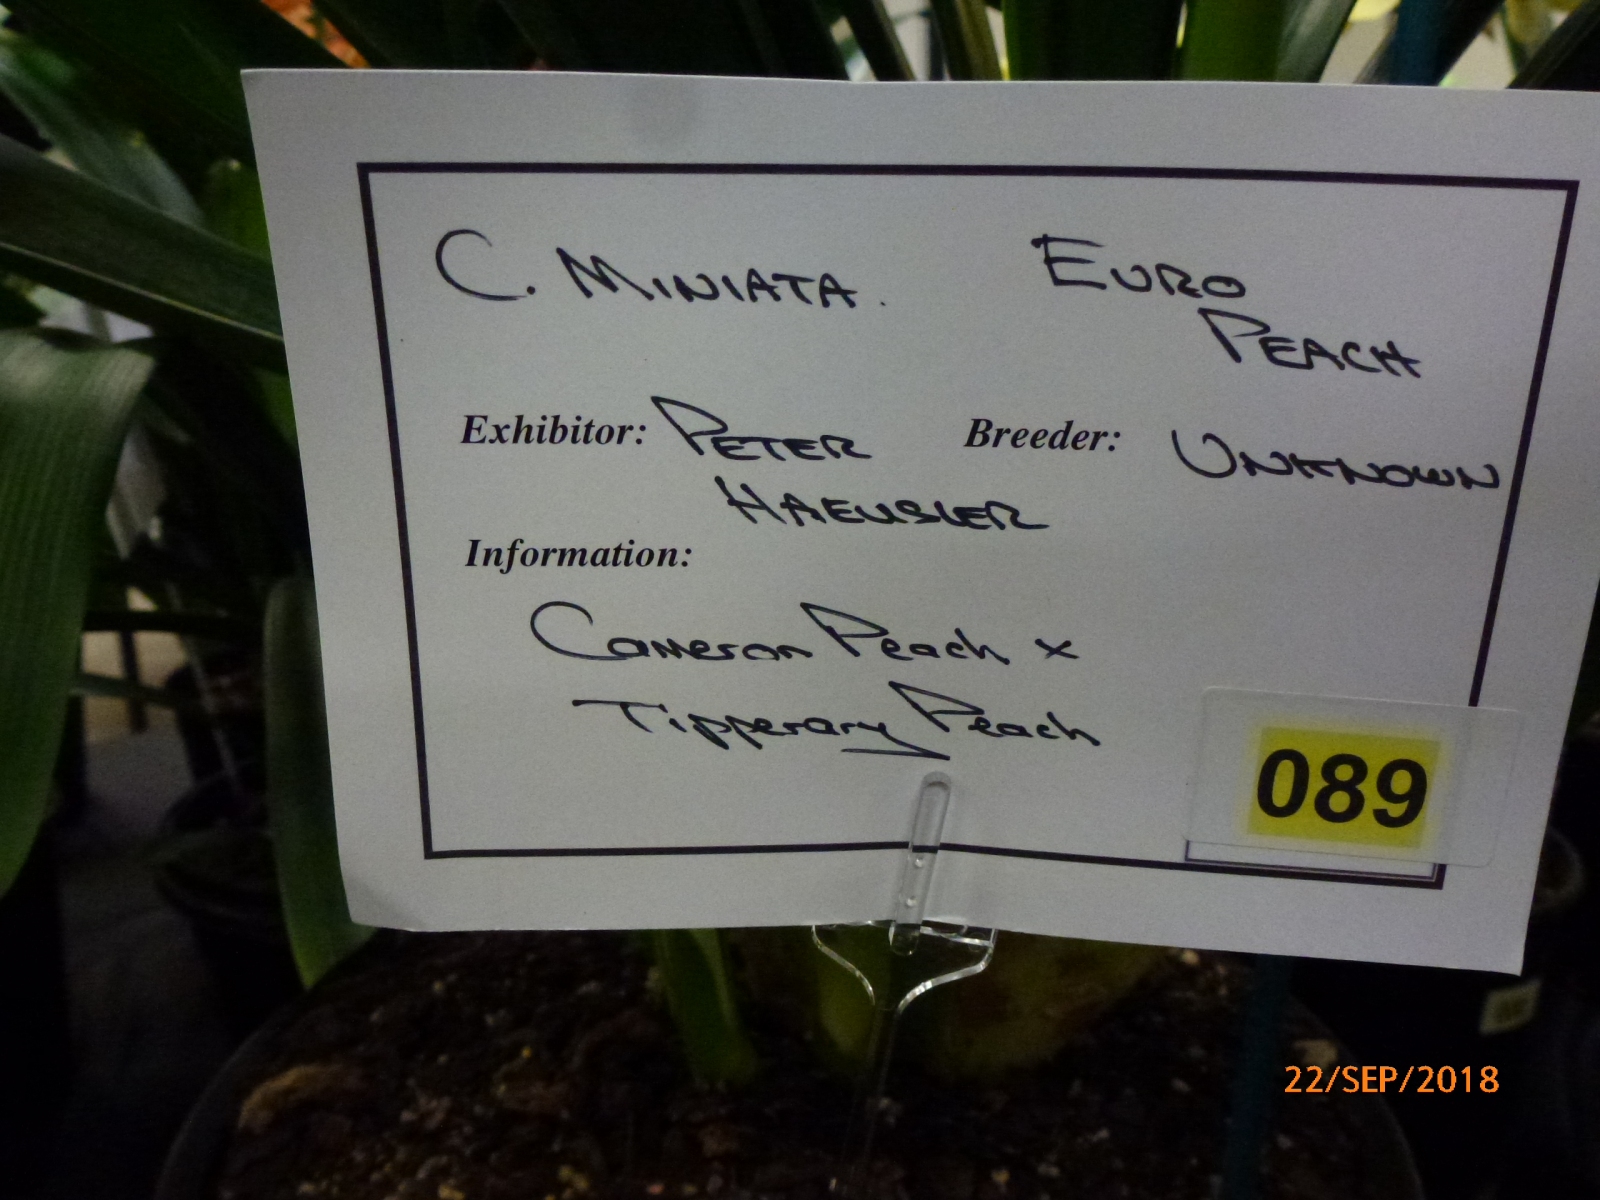 C. MINIATA. EURO
PEACH
Exhibitor: PETER Breeder: UNKNOWN
HAEUSLER
Information:
Cameron Peach x
Tipperary Peach
089
22/SEP/2018